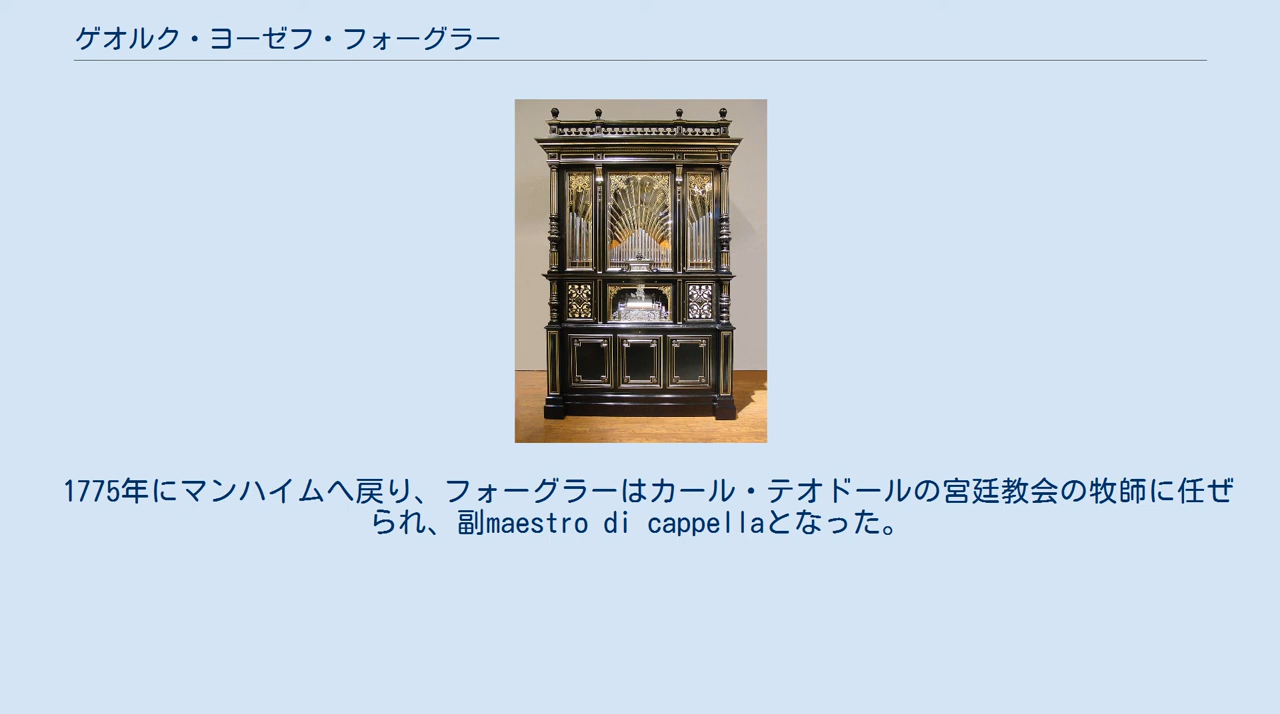 ゲオルク・ヨーゼフ・フォーグラー
1775年にマンハイムへ戻り、フォーグラーはカール・テオドールの宮廷教会の牧師に任ぜ
られ、副maestro di cappellaとなった。